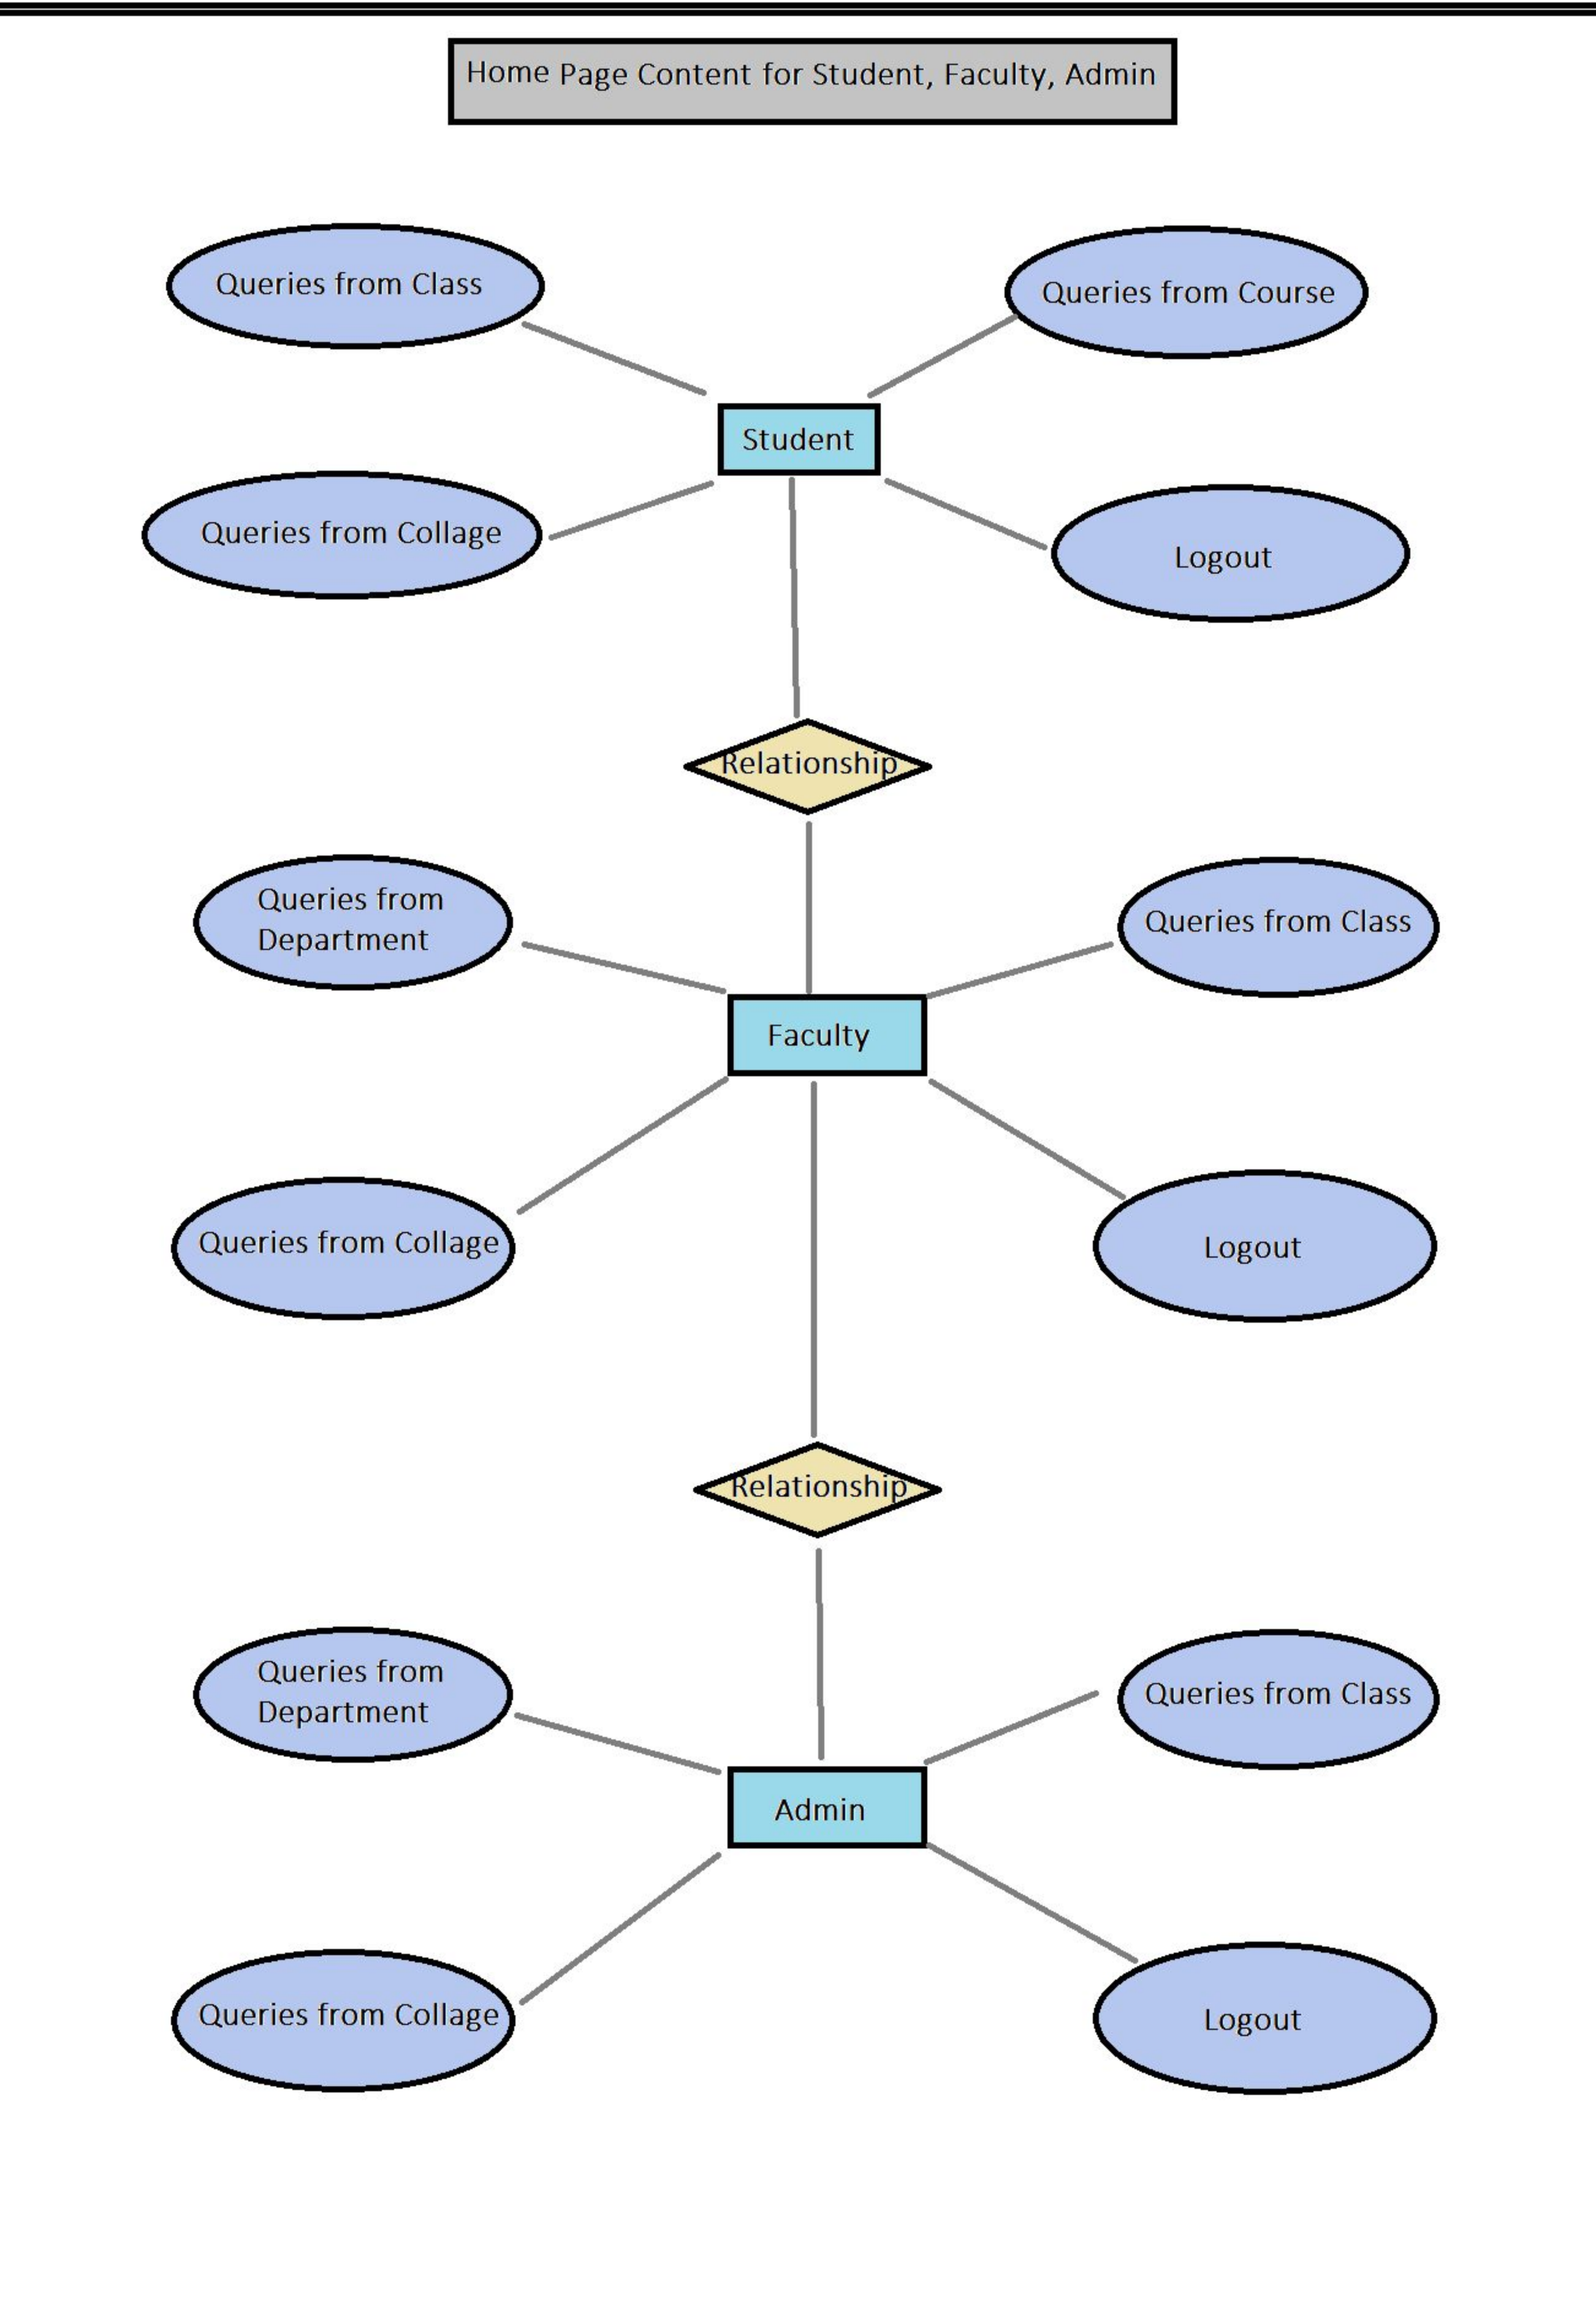 Home Page Content for Student, Faculty, Admin
Queries from Class
Queries from Course
Student
Queries from Collage
Logout
Relationship
Queries from
Department
Queries from Class
Faculty
Queries from Collage
Logout
Relationship
Queries from
Department
Queries from Class
Admin
Queries from Collage
Logout